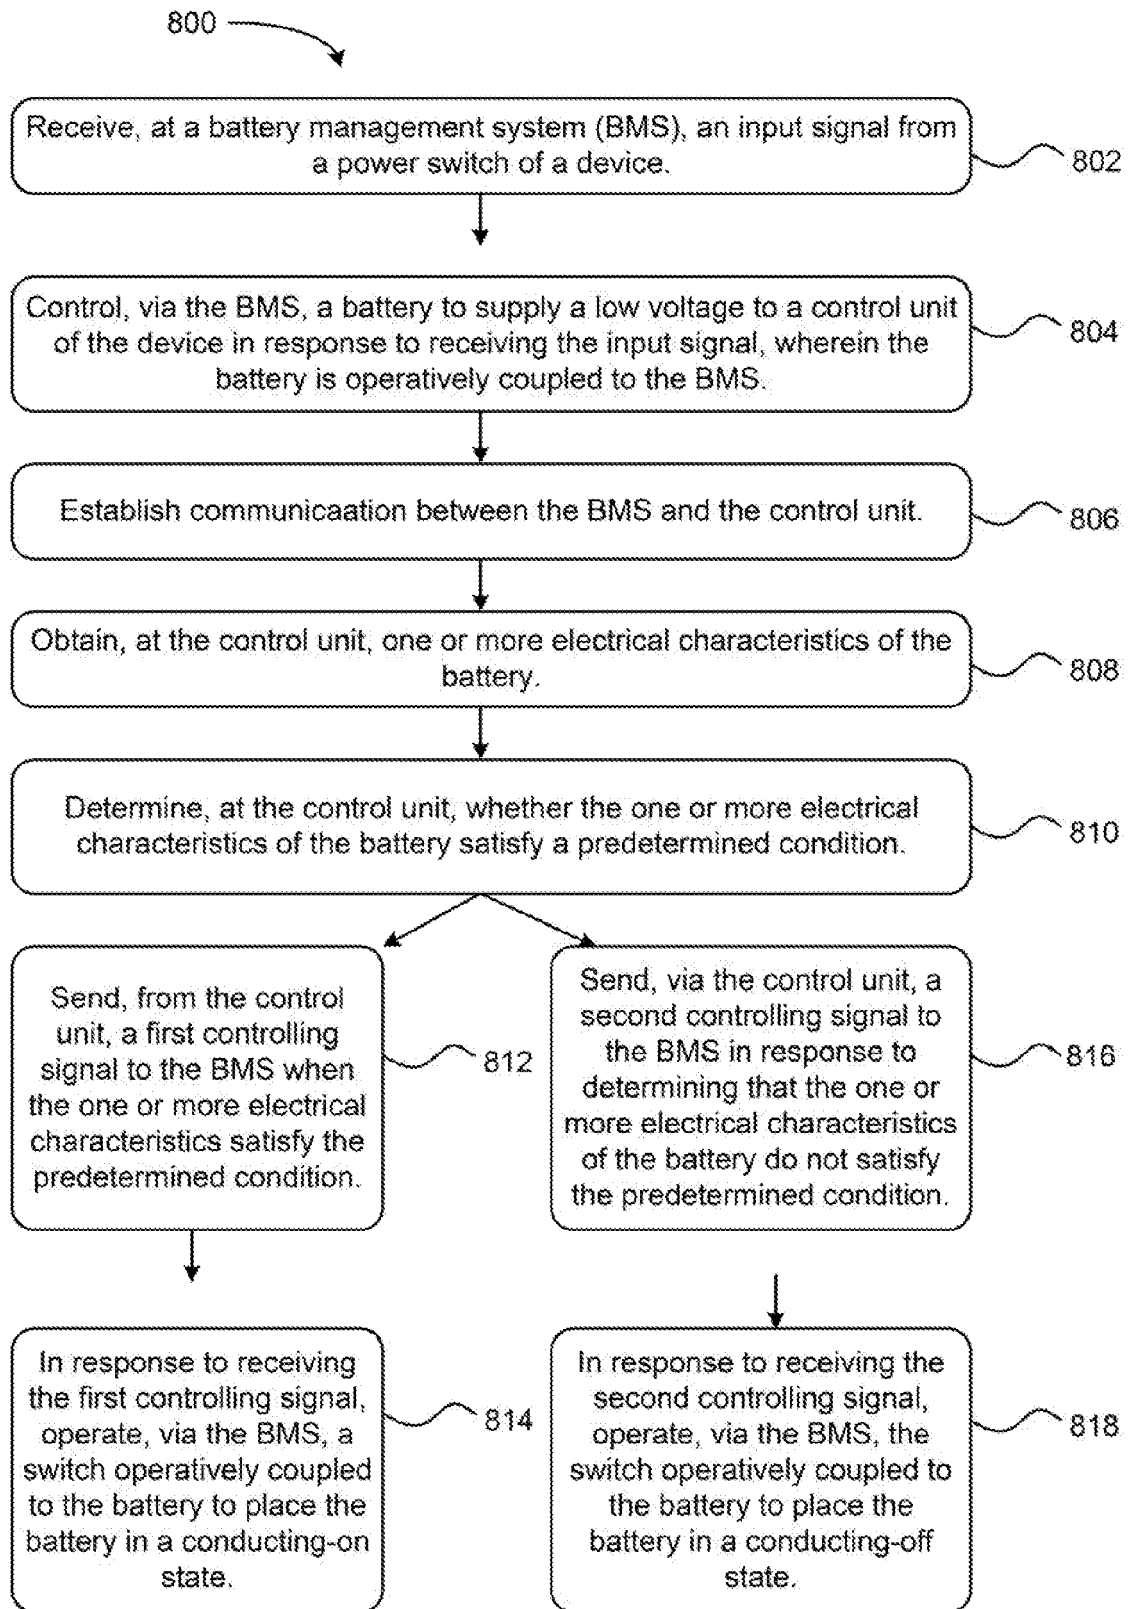 800
Receive, at a battery management system (BMS), an input signal from
a power switch of a device.
802
Control, via the BMS, a battery to supply a low voltage to a control unit
of the device in response to receiving the input signal, wherein the
battery is operatively coupled to the BMS.
804
Establish communicaation between the BMS and the control unit.
806
Obtain, at the control unit, one or more electrical characteristics of the
battery.
808
Determine, at the control unit, whether the one or more electrical
characteristics of the battery satisfy a predetermined condition.
810
Send, from the control
unit, a first controlling
signal to the BMS when
the one or more electrical
characteristics satisfy the
predetermined condition.
812
Send, via the control unit, a
second controlling signal to
the BMS in response to
determining that the one or
more electrical characteristics
of the battery do not satisfy
the predetermined condition.
816
In response to receiving
the first controlling signal,
operate, via the BMS, a
switch operatively coupled
to the battery to place the
battery in a conducting-on
state.
814
In response to receiving the
second controlling signal,
operate, via the BMS, the
switch operatively coupled to
the battery to place the
battery in a conducting-off
state.
818